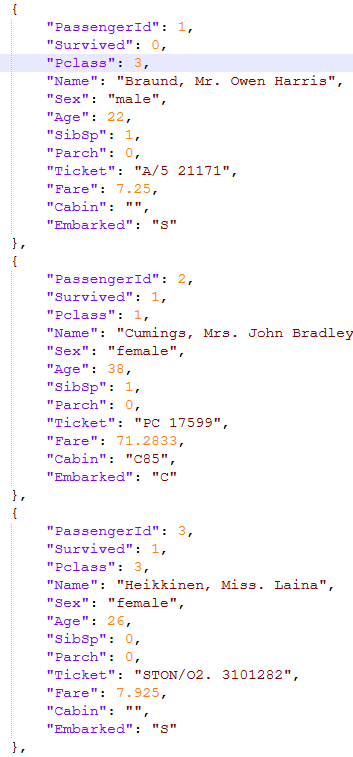 {
"PassengerId": 1,
"Survived": 0,
"Pclass": 3,
"Name": "Braund, Mr. Owen Harris",
"Sex": "male",
"Age": 22,
"SibSp": 1,
"Parch": 0,
"Ticket": "A/5 21171",
"Fare": 7.25,
"Cabin": "",
"Embarked": "S"
},
{
"PassengerId": 2,
"Survived": 1,
"Pclass": 1,
"Name": "Cumings, Mrs. John Bradley
"Sex": "female",
"Age": 38,
"SibSp": 1,
"Parch": 0,
"Ticket": "PC 17599",
"Fare": 71.2833,
"Cabin": "C85",
"Embarked": "C"
},
{
"PassengerId": 3,
"Survived": 1,
"Pclass": 3,
"Name": "Heikkinen, Miss. Laina",
"Sex": "female",
"Age": 26,
"SibSp": 0,
"Parch": 0,
"Ticket": "STON/O2. 3101282",
"Fare": 7.925,
"Cabin": "",
"Embarked": "S"
},